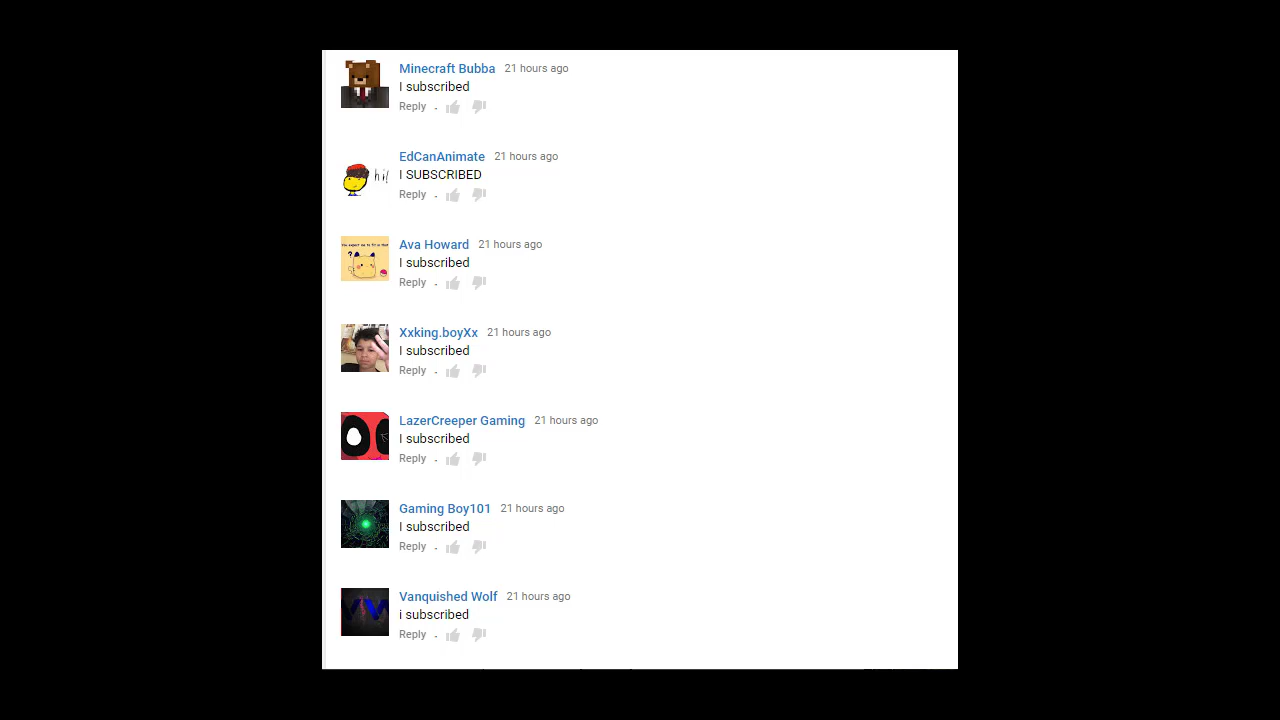 Minecraft Bubba 21 hours ago
I subscribed
Reply
hi!
EdCanAnimate 21 hours ago
I SUBSCRIBED
Reply
Ava Howard 21 hours ago
I subscribed
Reply
Xxking.boyXx 21 hours ago
I subscribed
Reply
LazerCreeper Gaming 21 hours ago
I subscribed
Reply
Gaming Boy101 21 hours ago
I subscribed
Reply
Vanquished Wolf 21 hours ago
i subscribed
Reply